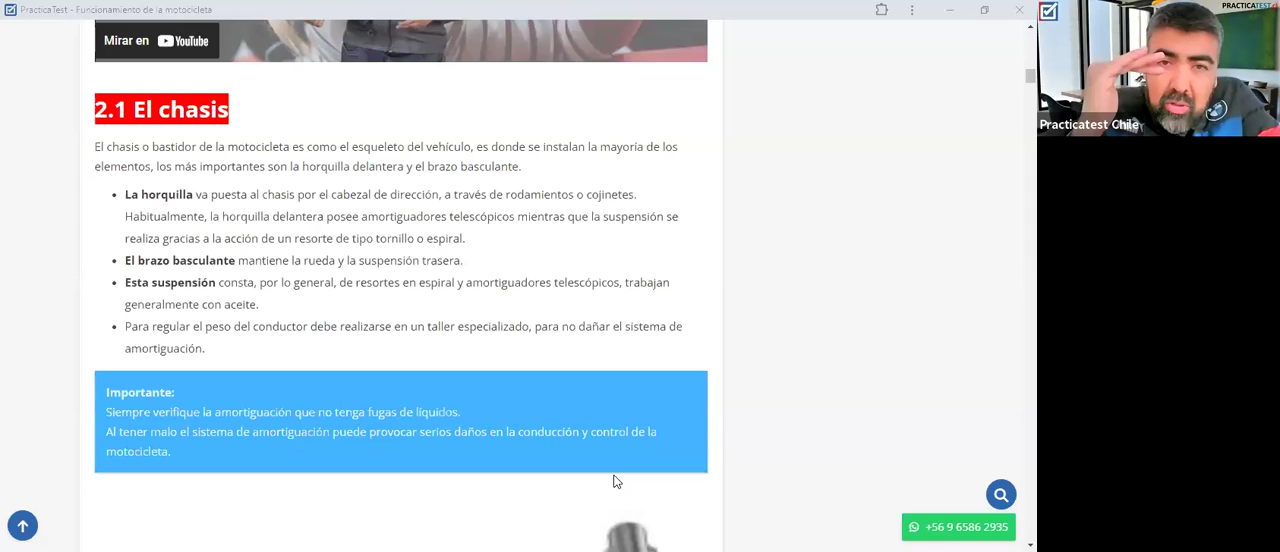 PracticaTest - Funcionamiento de la motocicleta
PRACTICATEST
Mirar en YouTube
2.1 El chasis
El chasis o bastidor de la motocicleta es como el esqueleto del vehículo, es donde se instalan la mayoría de los
elementos, los más importantes son la horquilla delantera y el brazo basculante.
• La horquilla va puesta al chasis por el cabezal de dirección, a través de rodamientos o cojinetes.
Habitualmente, la horquilla delantera posee amortiguadores telescópicos mientras que la suspensión se
realiza gracias a la acción de un resorte de tipo tornillo o espiral.
• El brazo basculante mantiene la rueda y la suspensión trasera.
• Esta suspensión consta, por lo general, de resortes en espiral y amortiguadores telescópicos, trabajan
generalmente con aceite.
• Para regular el peso del conductor debe realizarse en un taller especializado, para no dañar el sistema de
amortiguación.
Importante:
Siempre verifique la amortiguación que no tenga fugas de líquidos.
Al tener malo el sistema de amortiguación puede provocar serios daños en la conducción y control de la
motocicleta.
+56 9 6586 2935
Practicatest Chile